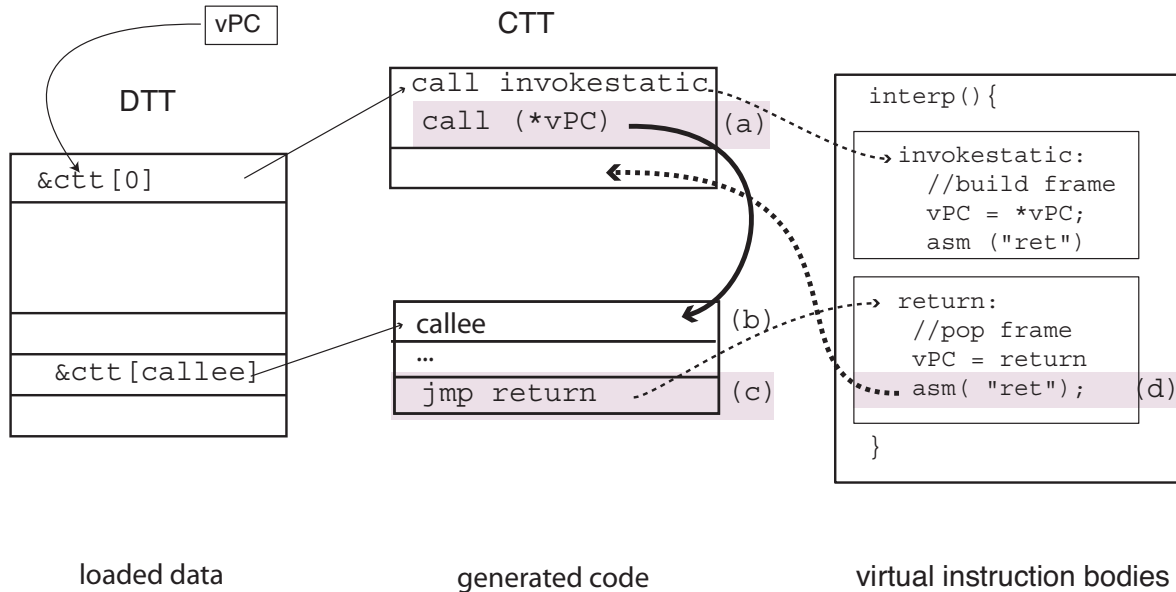 vPC
CTT
DTT
&ctt[0]
&ctt[callee]
call invokestatic
call (*vPC)
(a)
callee
(b)
...
jmp return
(c)
interp(){
invokestatic:
//build frame
vPC = *vPC;
asm ("ret")
return:
//pop frame
vPC = return
asm( "ret");
(d)
}
loaded data
generated code
virtual instruction bodies